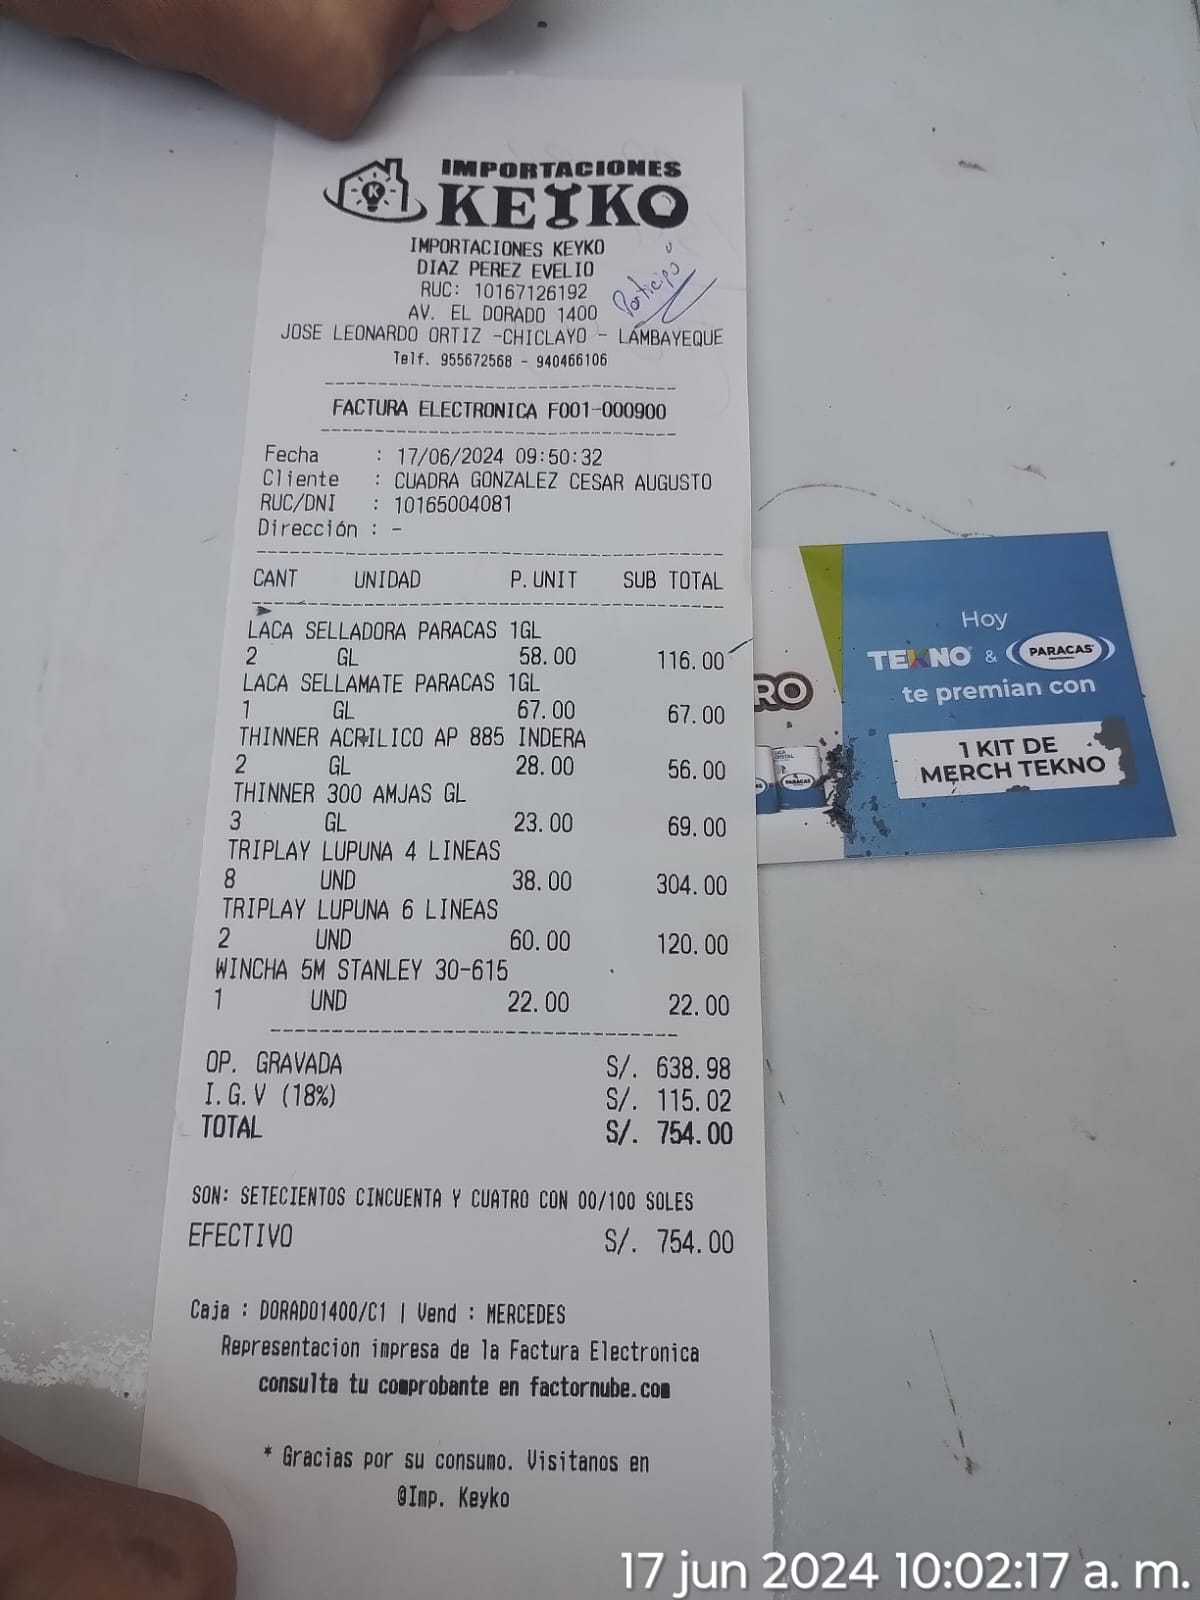 IMPORTACIONES
KEYKO
IMPORTACIONES KEYKO
DIAZ PEREZ EVELIO
RUC: 10167126192
Participó
AV. EL DORADO 1400
JOSE LEONARDO ORTIZ -CHICLAYO - LAMBAYEQUE
Telf. 955672568 - 940466106
FACTURA ELECTRONICA F001-000900
Fecha : 17/06/2024 09:50:32
Cliente : CUADRA GONZALEZ CESAR AUGUSTO
RUC/DNI : 10165004081
Dirección : -
CANT UNIDAD P.UNIT SUB TOTAL
LACA SELLADORA PARACAS 1GL
2 GL 58.00 116.00
LACA SELLAMATE PARACAS 1GL
1 GL 67.00 67.00
THINNER ACRILICO AP 885 INDERA
2 GL 28.00 56.00
THINNER 300 AMJAS GL
3 GL 23.00 69.00
TRIPLAY LUPUNA 4 LINEAS
8 UND 38.00 304.00
TRIPLAY LUPUNA 6 LINEAS
2 UND 60.00 120.00
WINCHA 5M STANLEY 30-615
1 UND 22.00 22.00
OP. GRAVADA S/. 638.98
I.G.V (18%) S/. 115.02
TOTAL S/. 754.00
SON: SETECIENTOS CINCUENTA Y CUATRO CON 00/100 SOLES
EFECTIVO S/. 754.00
Caja : DORADO1400/C1 | Vend : MERCEDES
Representacion impresa de la Factura Electronica
consulta tu comprobante en factornube.com
* Gracias por su consumo. Visitanos en
@Imp. Keyko
RO
PARACAS
Hoy
TEKNO & PARACAS
te premian con
1 KIT DE
MERCH TEKNO
17 jun 2024 10:02:17 a. m.